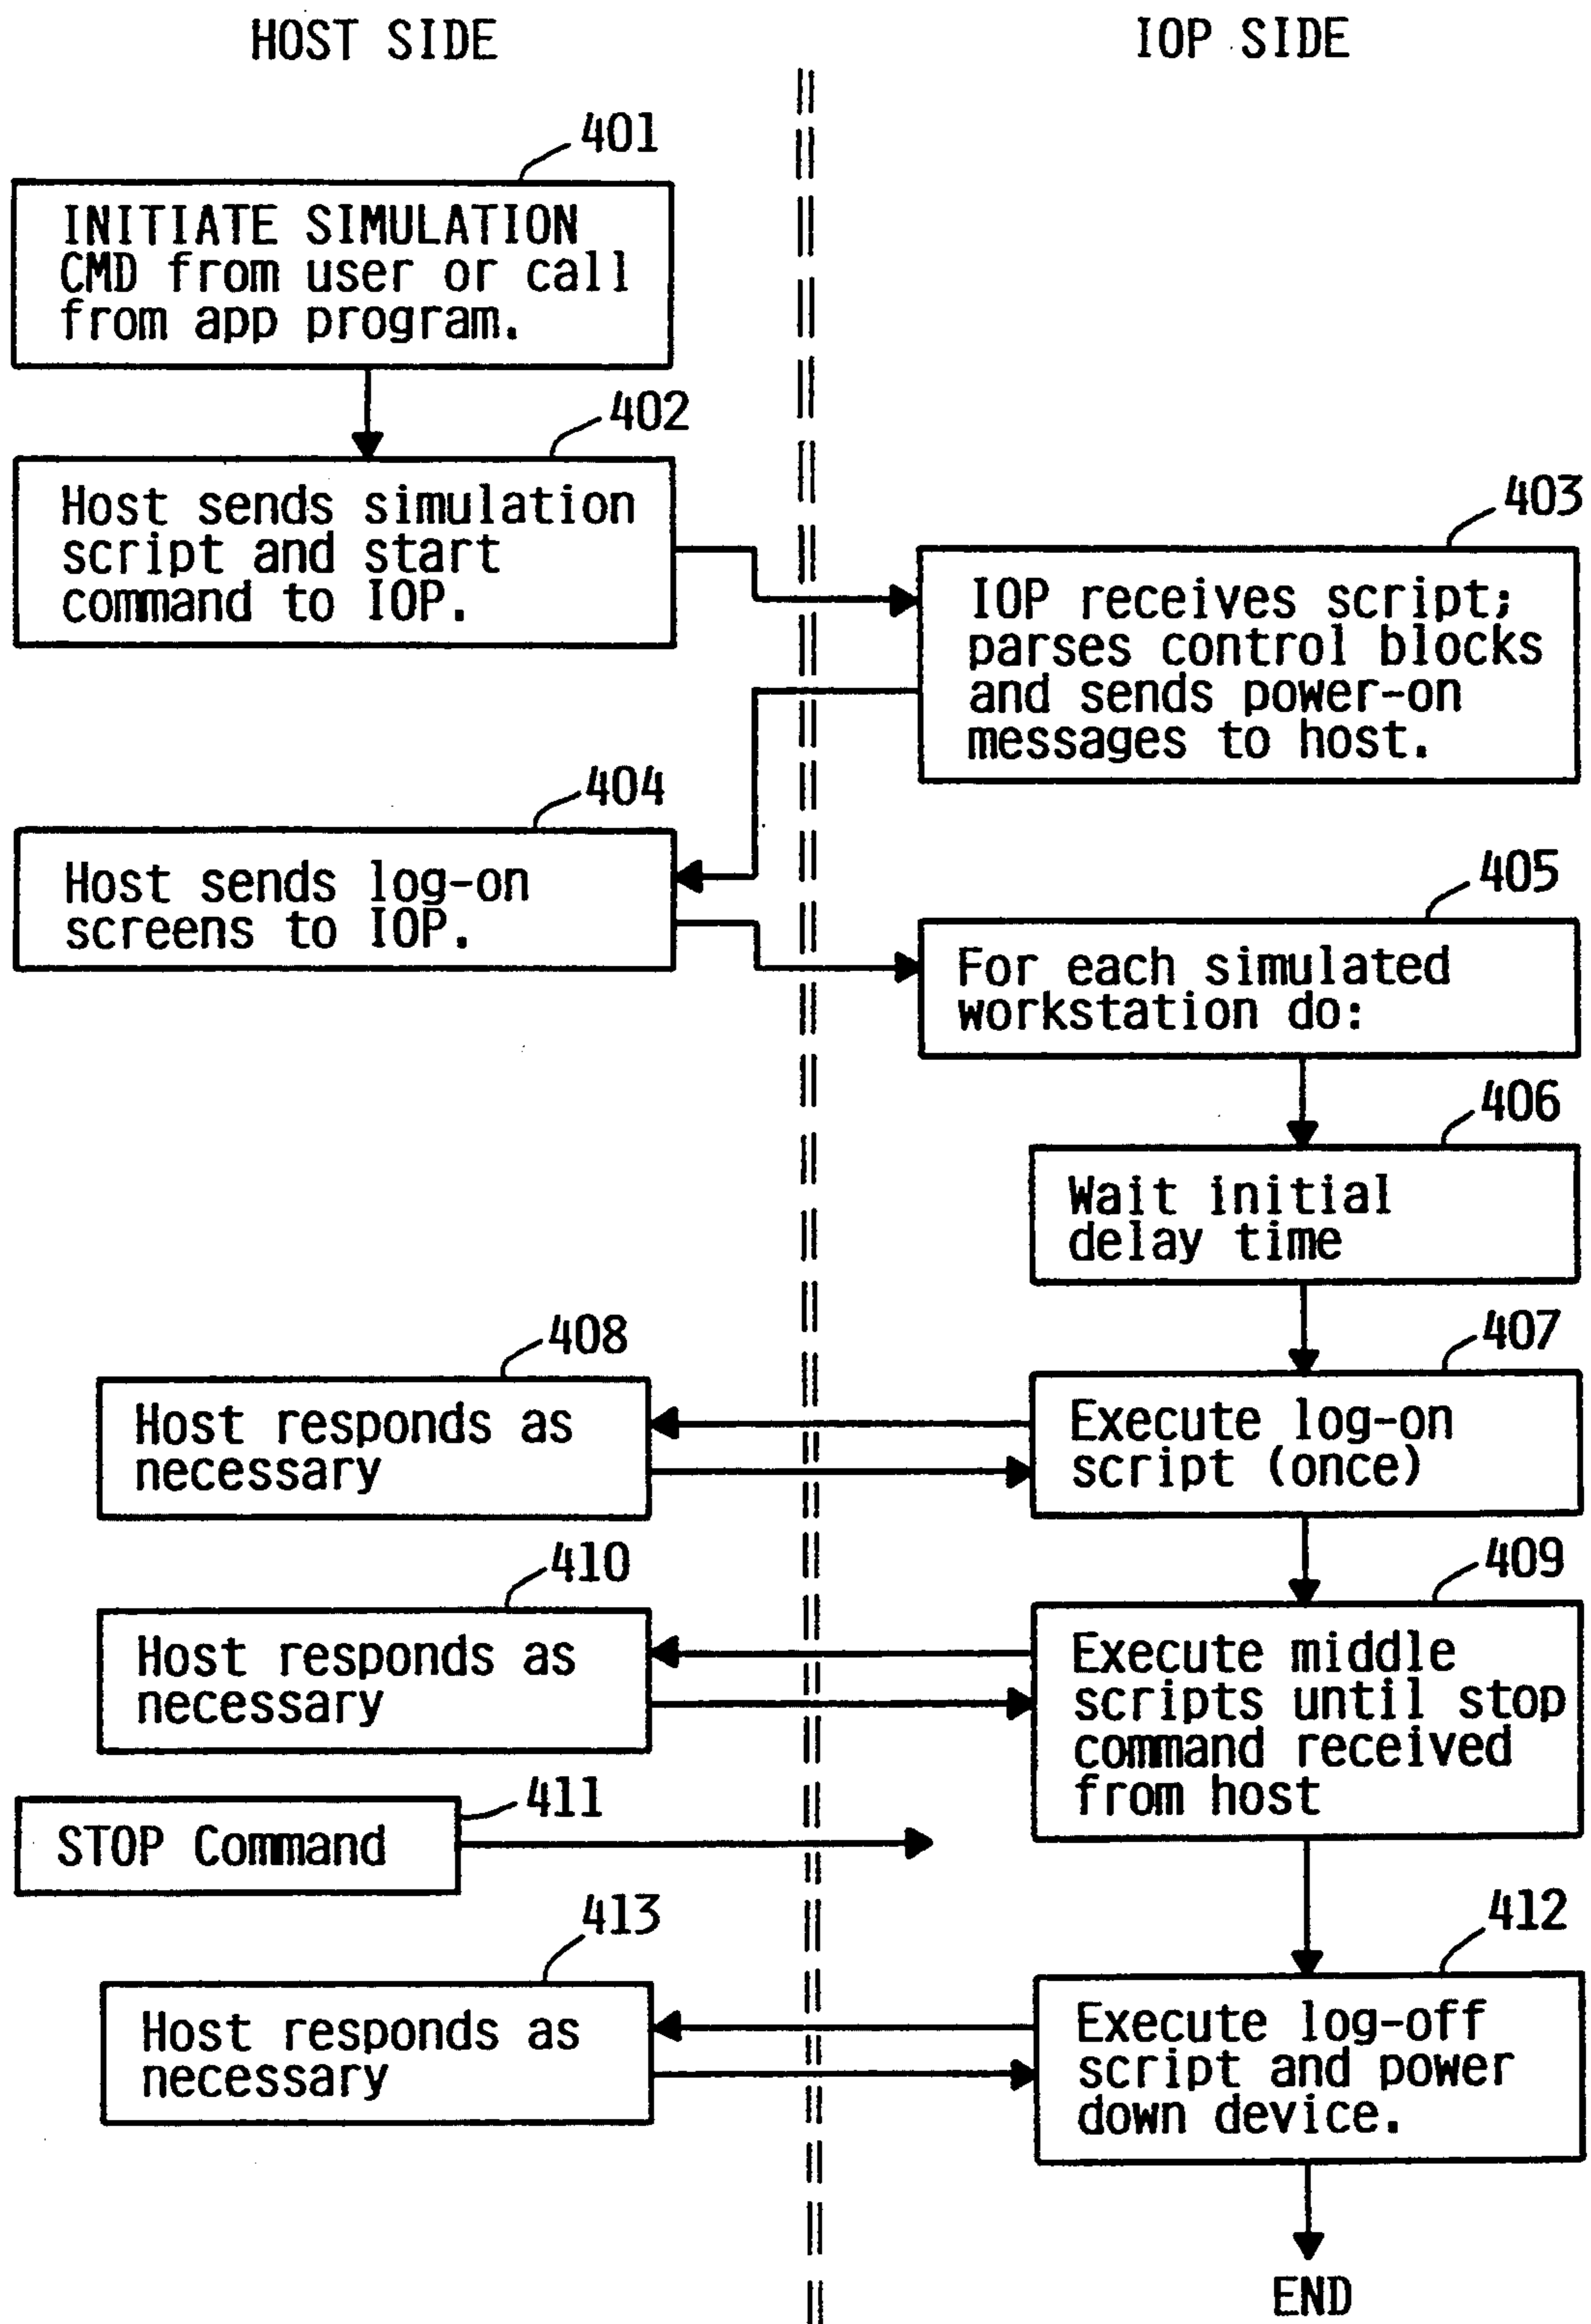 HOST SIDE
IOP SIDE
401
INITIATE SIMULATION
CMD from user or call
from app program.
402
Host sends simulation
script and start
command to IOP.
403
IOP receives script;
parses control blocks
and sends power-on
messages to host.
404
Host sends log-on
screens to IOP.
405
For each simulated
workstation do:
406
Wait initial
delay time
407
Execute log-on
script (once)
408
Host responds as
necessary
409
Execute middle
scripts until stop
command received
from host
410
Host responds as
necessary
411
STOP Command
412
Execute log-off
script and power
down device.
413
Host responds as
necessary
END